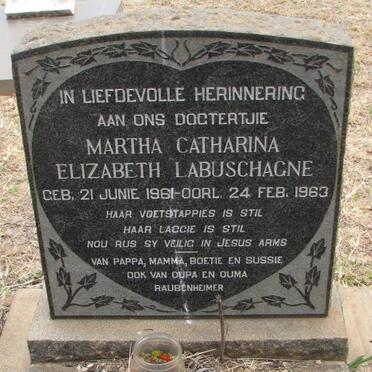 IN LIEFDEVOLLE HERINNERING
AAN ONS DOGTERTJIE
MARTHA CATHARINA
ELIZABETH LABUSCHAGNE
GEB. 21 JUNIE 1961-OORL. 24 FEB. 1963
HAAR VOETSTAPPIES IS STIL
HAAR LAGGIE IS STIL
NOU RUS SY VEILIG IN JESUS ARMS
VAN PAPPA, MAMMA, BOETIE EN SUSSIE
OOK VAN OUPA EN OUMA
RAUBENHEIMER